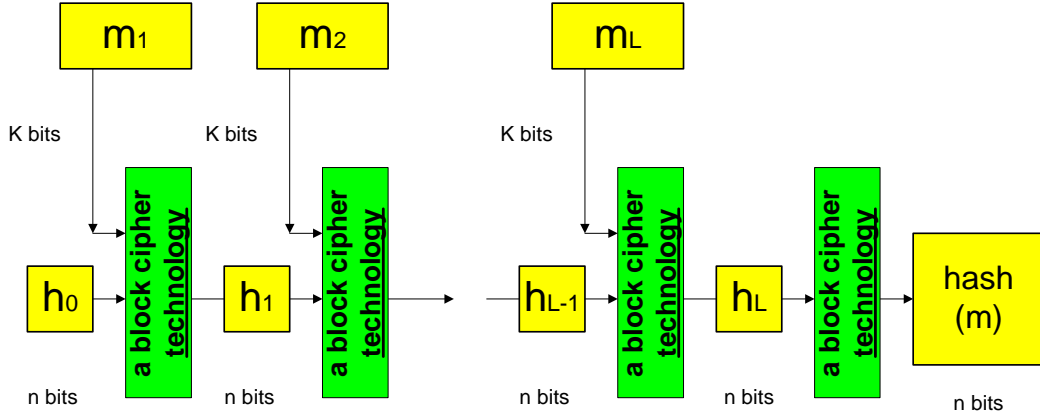 m1
m2
mL
K bits
K bits
K bits
a block cipher
technology
a block cipher
technology
a block cipher
technology
a block cipher
technology
h0
h1
hL-1
hL
hash
(m)
n bits
n bits
n bits
n bits
n bits